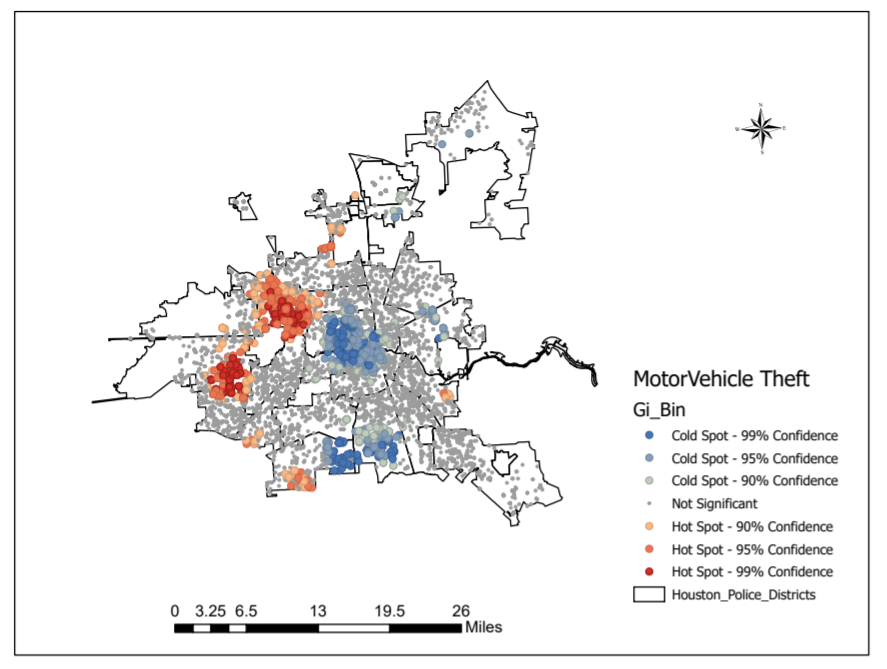 N
W
E
S
MotorVehicle Theft
Gi_Bin
Cold Spot - 99% Confidence
Cold Spot - 95% Confidence
Cold Spot - 90% Confidence
Not Significant
Hot Spot - 90% Confidence
Hot Spot - 95% Confidence
Hot Spot - 99% Confidence
Houston_Police_Districts
0 3.25 6.5 13 19.5 26
Miles